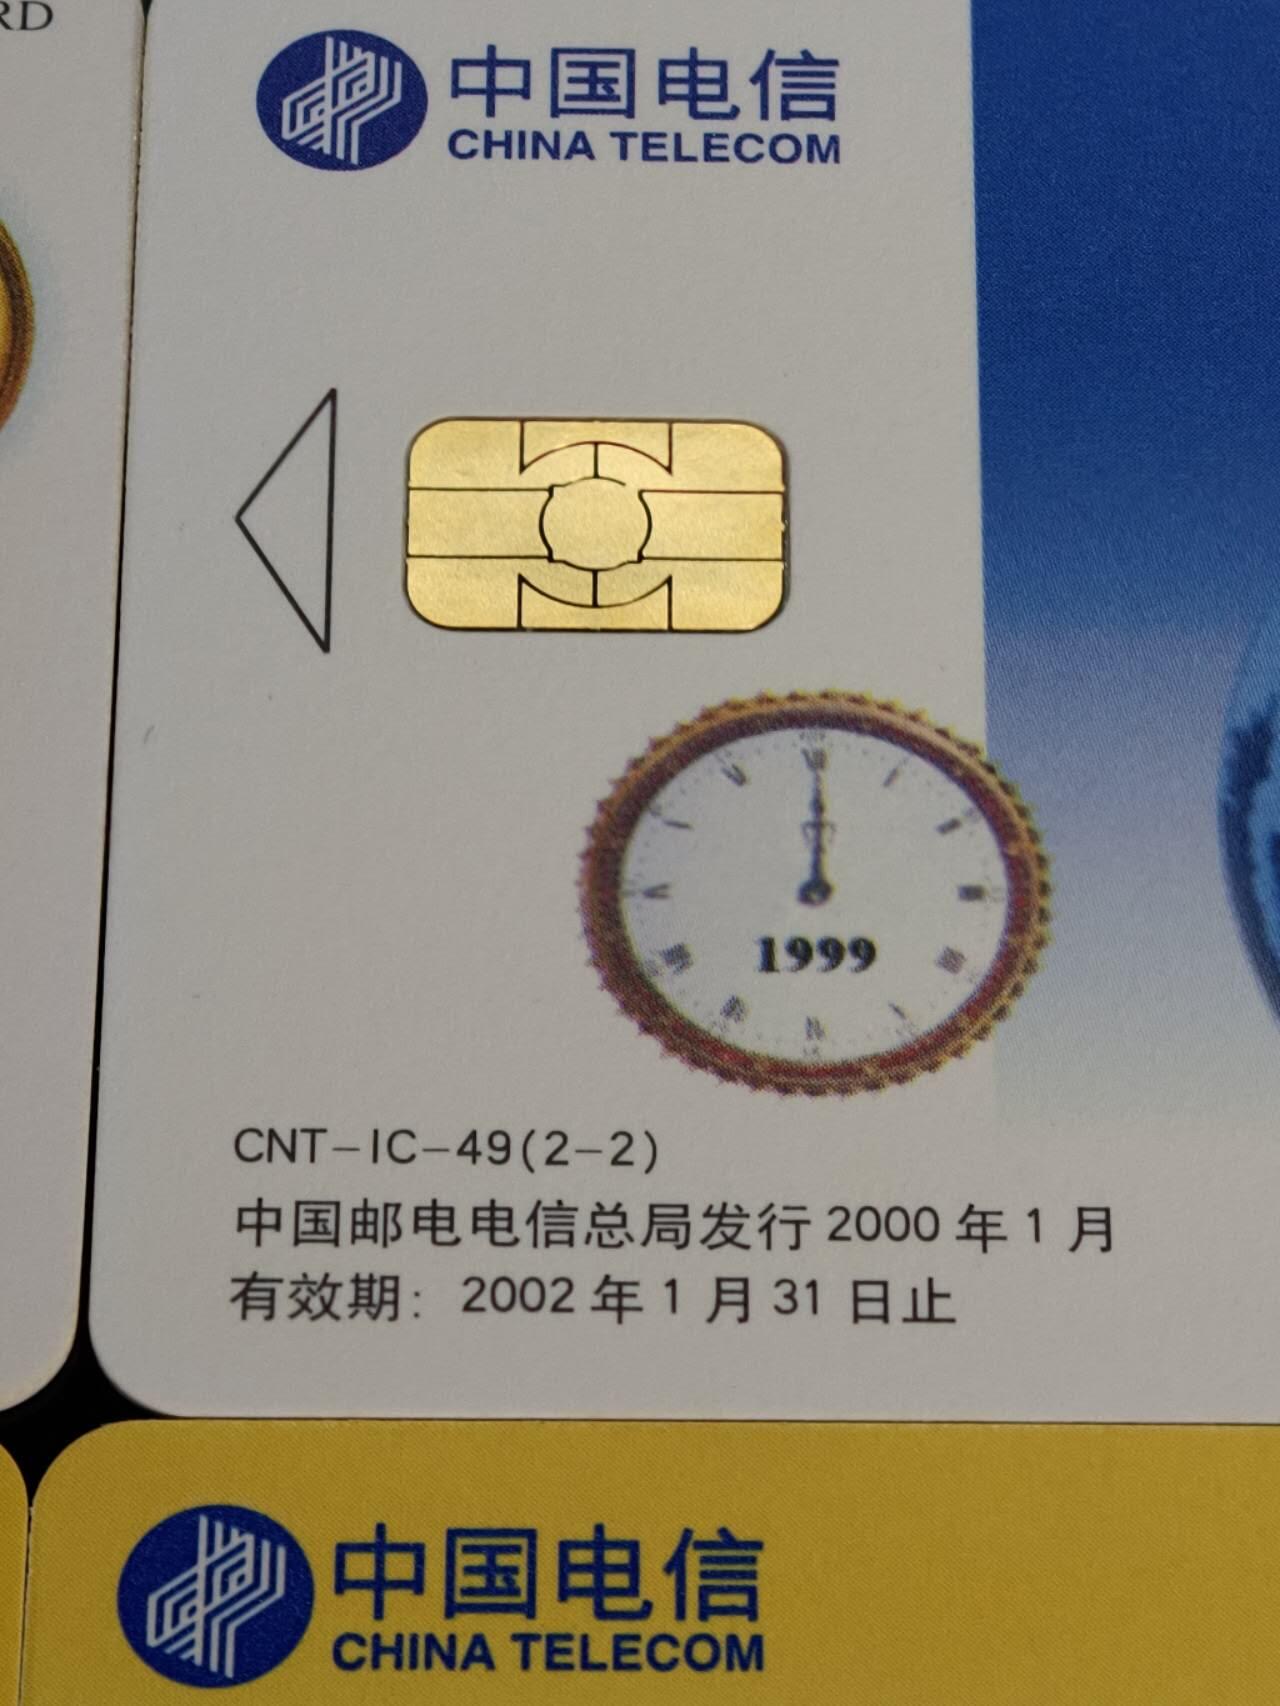 RD
中国电信
CHINA TELECOM
1999
CNT-IC-49(2-2)
中国邮电电信总局发行 2000 年 1 月
有效期: 2002 年 1 月 31 日止
中国电信
CHINA TELECOM